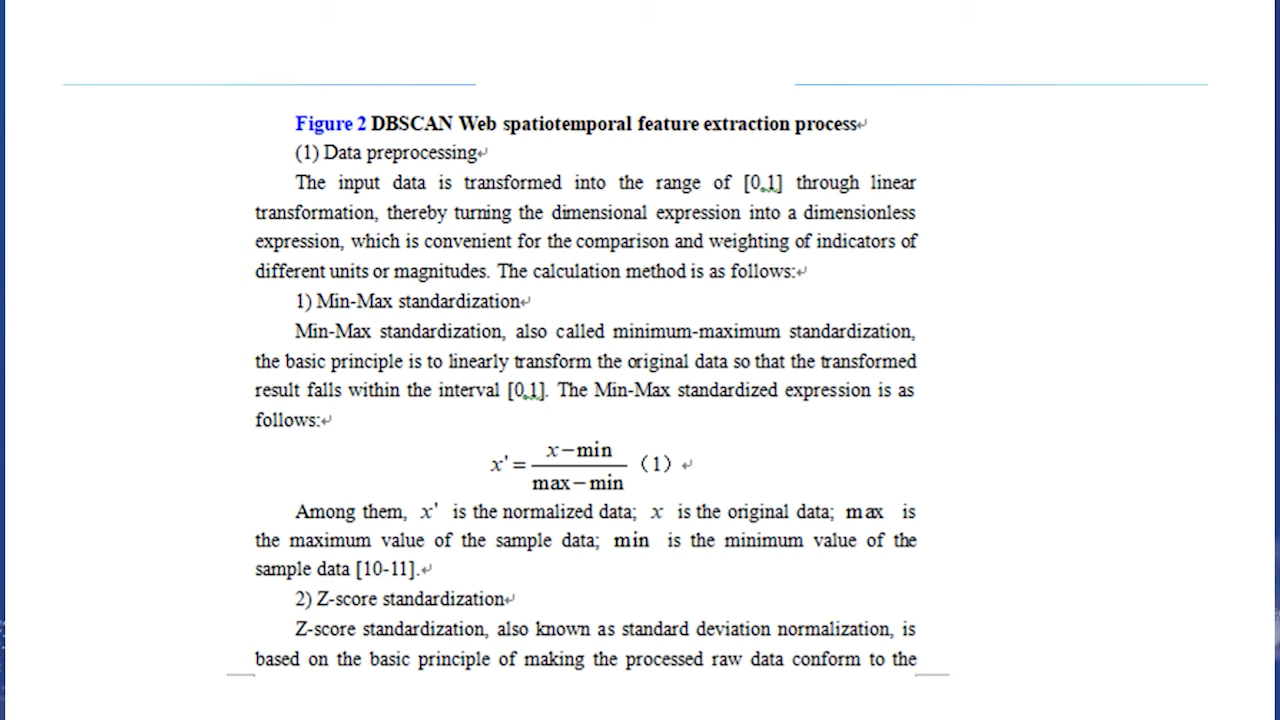 Figure 2 DBSCAN Web spatiotemporal feature extraction process
(1) Data preprocessing
The input data is transformed into the range of [0,1] through linear
transformation, thereby turning the dimensional expression into a dimensionless
expression, which is convenient for the comparison and weighting of indicators of
different units or magnitudes. The calculation method is as follows:
1) Min-Max standardization
Min-Max standardization, also called minimum-maximum standardization,
the basic principle is to linearly transform the original data so that the transformed
result falls within the interval [0,1]. The Min-Max standardized expression is as
follows:
x' = (x − min) / (max − min) (1)
Among them, x' is the normalized data; x is the original data; max is
the maximum value of the sample data; min is the minimum value of the
sample data [10-11].
2) Z-score standardization
Z-score standardization, also known as standard deviation normalization, is
based on the basic principle of making the processed raw data conform to the